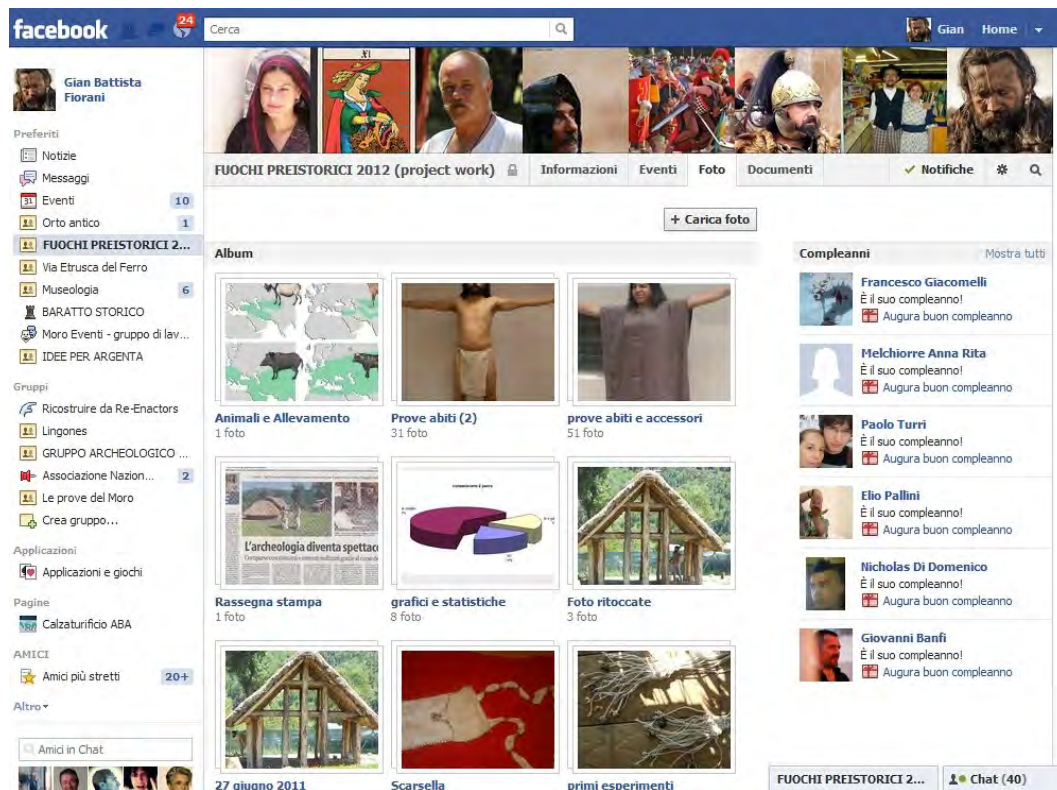 facebook
24
Cerca
Gian Home
Gian Battista
Fiorani
Preferiti
Notizie
Messaggi
Eventi 10
Orto antico 1
FUOCHI PREISTORICI 2...
Via Etrusca del Ferro
Museologia 6
BARATTO STORICO
Moro Eventi - gruppo di lav...
IDEE PER ARGENTA
Gruppi
Ricostruire da Re-Enactors
Lingones
GRUPPO ARCHEOLOGICO ...
Associazione Nazion... 2
Le prove del Moro
Crea gruppo...
Applicazioni
Applicazioni e giochi
Pagine
Calzaturificio ABA
AMICI
Amici più stretti 20+
Altro
Amici in Chat
XI
FUOCHI PREISTORICI 2012 (project work) Informazioni Eventi Foto Documenti Notifiche
+ Carica foto
Album
Animali e Allevamento
1 foto
Prove abiti (2)
31 foto
prove abiti e accessori
51 foto
L'archeologia diventa spettaco
Rassegna stampa
1 foto
grafici e statistiche
8 foto
Foto ritoccate
3 foto
27 giugno 2011
Scarsella
primi esperimenti
Compleanni Mostra tutti
Francesco Giacomelli
È il suo compleanno!
Augura buon compleanno
Melchiorre Anna Rita
È il suo compleanno!
Augura buon compleanno
Paolo Turri
È il suo compleanno!
Augura buon compleanno
Elio Pallini
È il suo compleanno!
Augura buon compleanno
Nicholas Di Domenico
È il suo compleanno!
Augura buon compleanno
Giovanni Banfi
È il suo compleanno!
Augura buon compleanno
FUOCHI PREISTORICI 2... Chat (40)